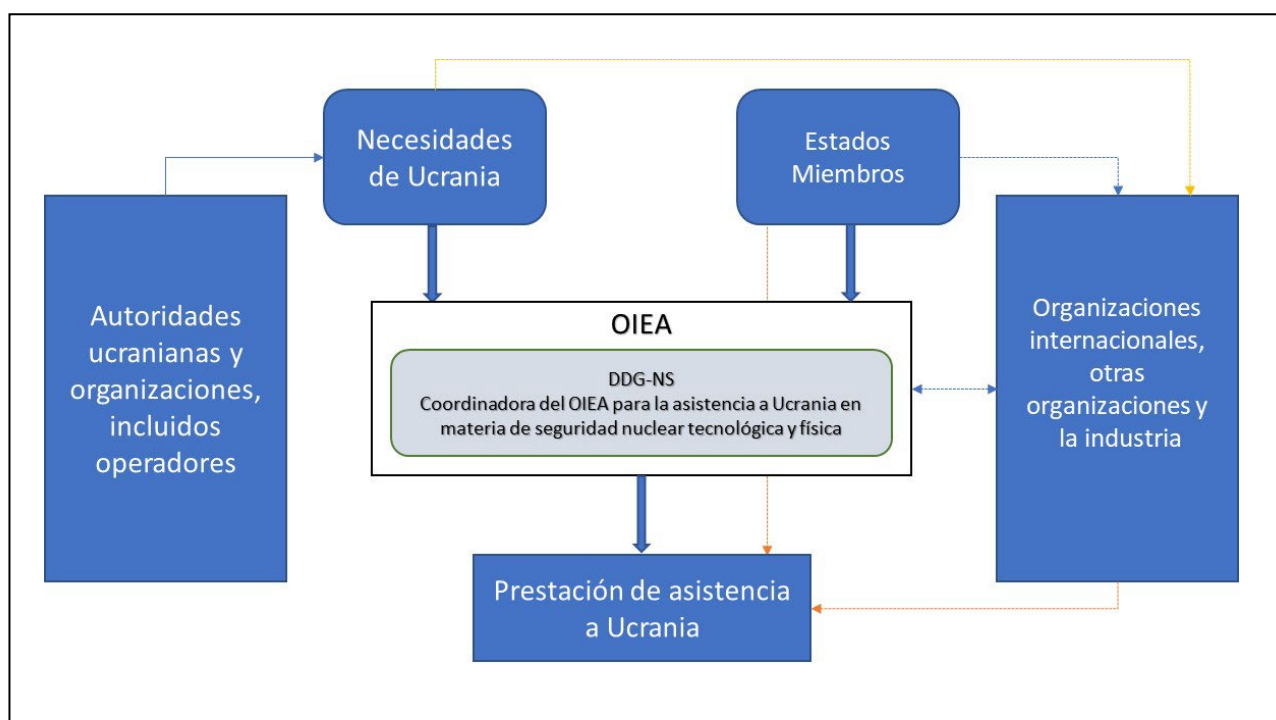 Necesidades
de Ucrania
Estados
Miembros
Autoridades
ucranianas y
organizaciones,
incluidos
operadores
OIEA
DDG-NS
Coordinadora del OIEA para la asistencia a Ucrania en
materia de seguridad nuclear tecnológica y física
Organizaciones
internacionales,
otras
organizaciones y
la industria
Prestación de asistencia
a Ucrania